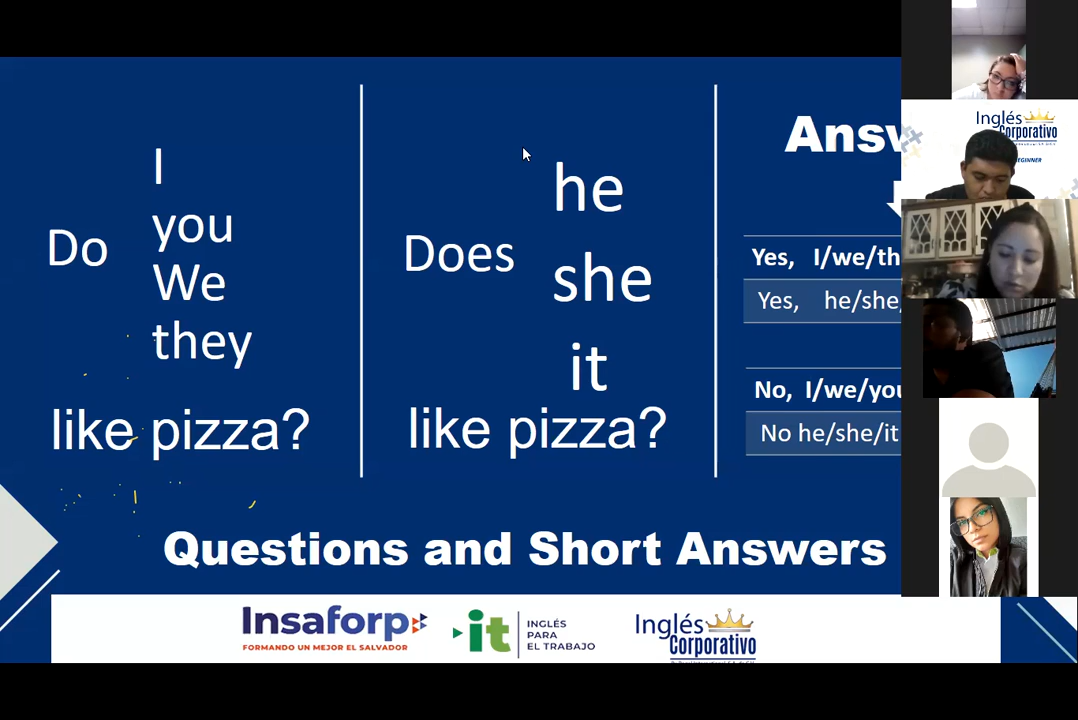 Do
I
you
We
they
like pizza?
Does
he
she
it
like pizza?
Yes, I/we/th
Yes, he/she/
No, I/we/you
No he/she/it
Questions and Short Answers
Insaforp
FORMANDO UN MEJOR EL SALVADOR
it
INGLÉS
PARA
EL TRABAJO
Inglés
Corporativo
Inglés
Corporativo